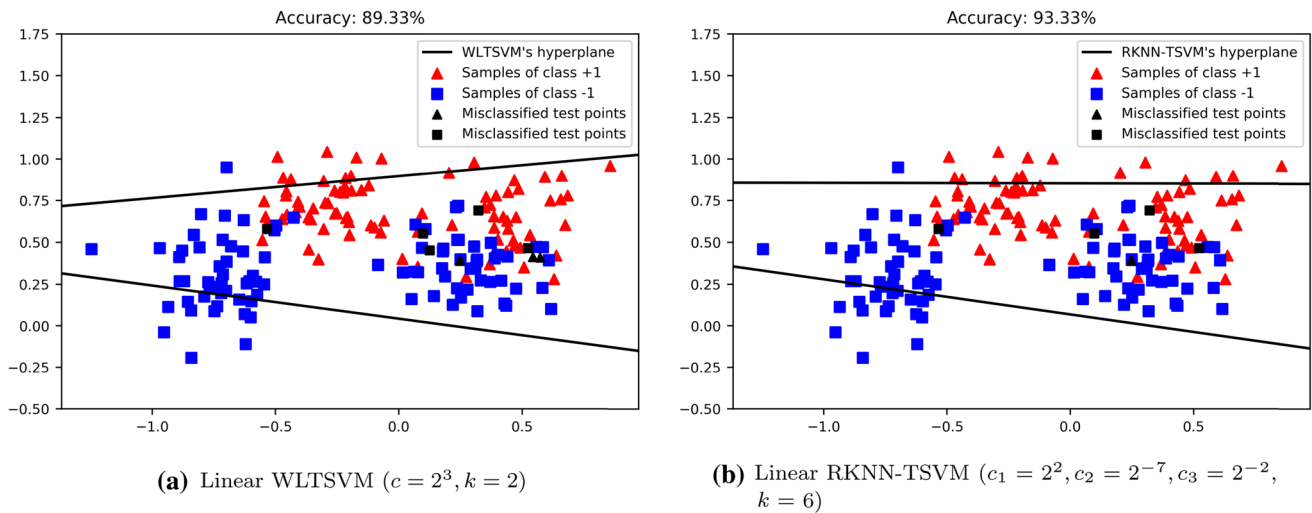 Accuracy: 89.33%
1.75
1.50
1.25
1.00
0.75
0.50
0.25
0.00
−0.25
−0.50
−1.0
−0.5
0.0
0.5
WLTSVM's hyperplane
Samples of class +1
Samples of class -1
Misclassified test points
Misclassified test points
(a) Linear WLTSVM (c = 2³, k = 2)
Accuracy: 93.33%
1.75
1.50
1.25
1.00
0.75
0.50
0.25
0.00
−0.25
−0.50
−1.0
−0.5
0.0
0.5
RKNN-TSVM's hyperplane
Samples of class +1
Samples of class -1
Misclassified test points
Misclassified test points
(b) Linear RKNN-TSVM (c₁ = 2², c₂ = 2⁻⁷, c₃ = 2⁻²,
k = 6)